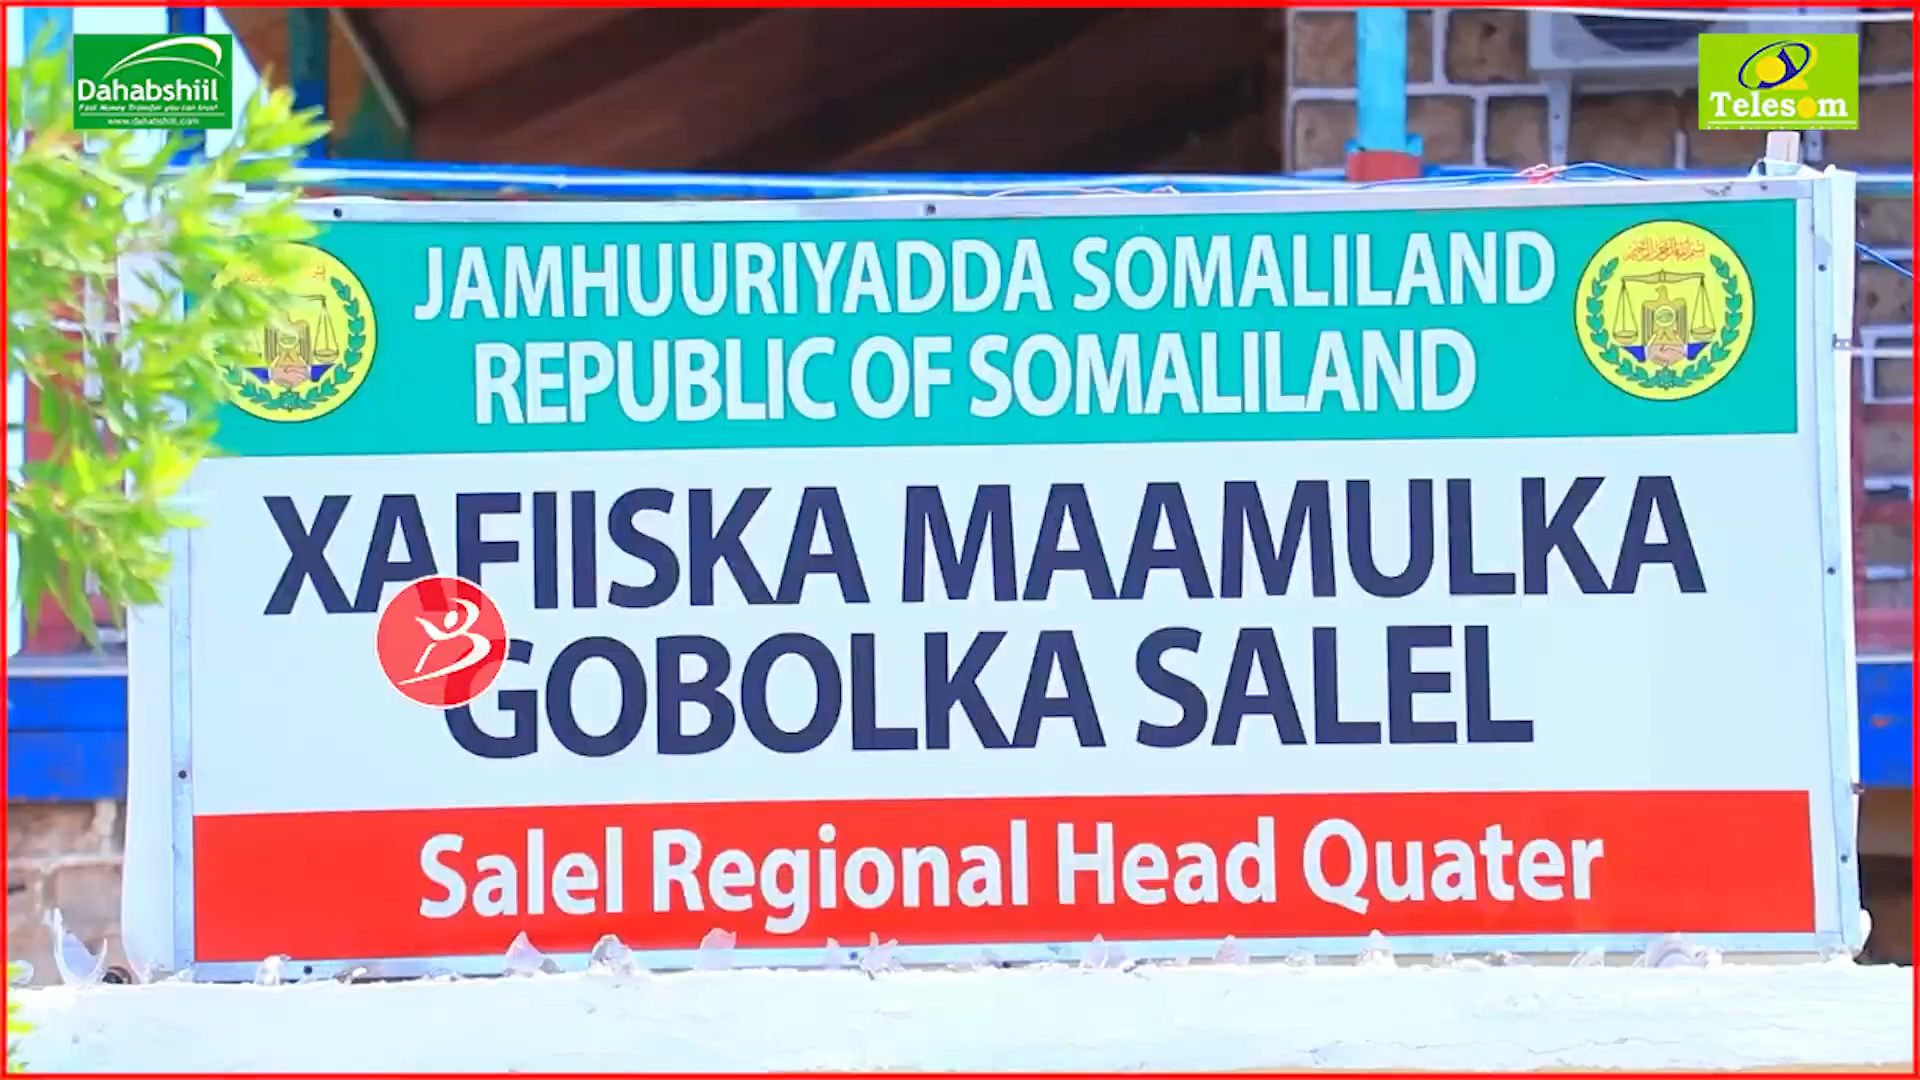 Dahabshiil
Fast Money Transfer you can trust
www.dahabshiil.com
Telesom
JAMHUURIYADDA SOMALILAND
REPUBLIC OF SOMALILAND
XAFIISKA MAAMULKA
GOBOLKA SALEL
Salel Regional Head Quater